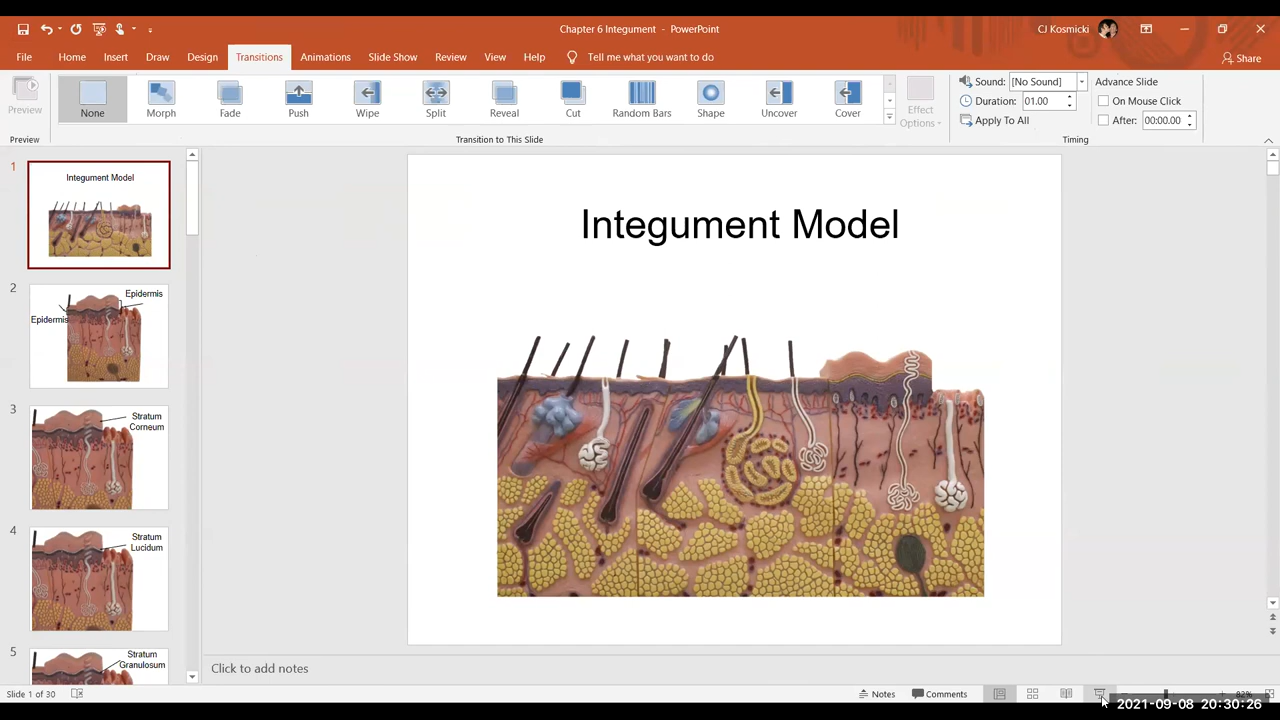 Chapter 6 Integument - PowerPoint
CJ Kosmicki
File Home Insert Draw Design Transitions Animations Slide Show Review View Help Tell me what you want to do
Share
Preview
None Morph Fade Push Wipe Split Reveal Cut Random Bars Shape Uncover Cover
Effect Options
Sound: [No Sound]
Duration: 01.00
Apply To All
Advance Slide
On Mouse Click
After: 00:00.00
Preview
Transition to This Slide
Timing
1
Integument Model
2
Epidermis
Epidermis
3
Stratum
Corneum
4
Stratum
Lucidum
5
Stratum
Granulosum
Integument Model
Click to add notes
Slide 1 of 30
Notes
Comments
82%
2021-09-08 20:30:26